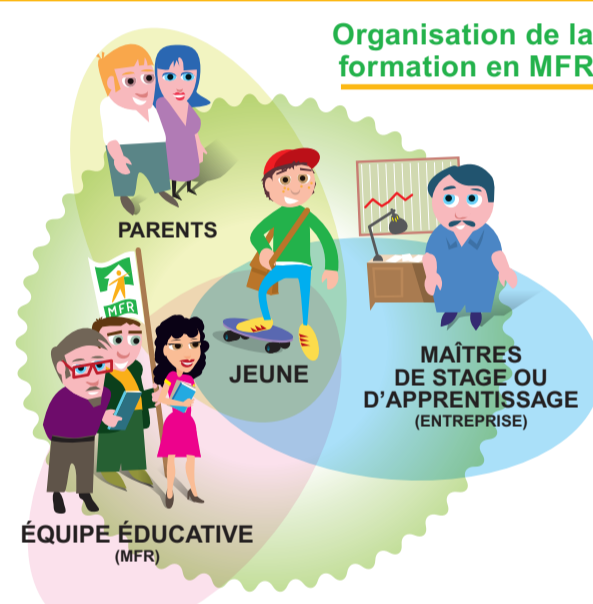 Organisation de la
formation en MFR
PARENTS
MFR
JEUNE
MAÎTRES
DE STAGE OU
D'APPRENTISSAGE
(ENTREPRISE)
ÉQUIPE ÉDUCATIVE
(MFR)